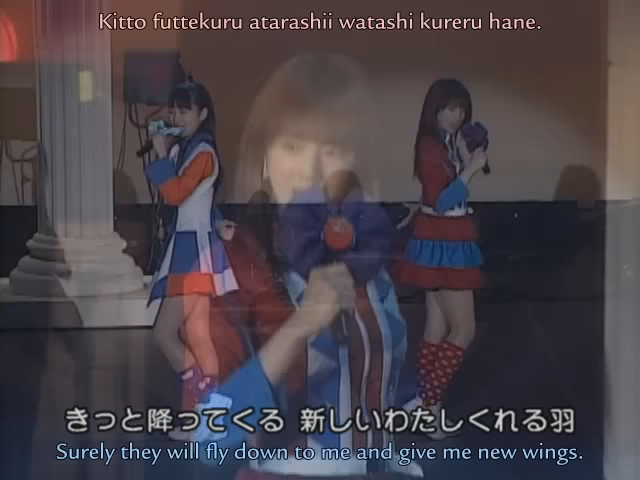 Kitto futtekuru atarashii watashi kureru hane.
きっと降ってくる 新しいわたしくれる羽
Surely they will fly down to me and give me new wings.